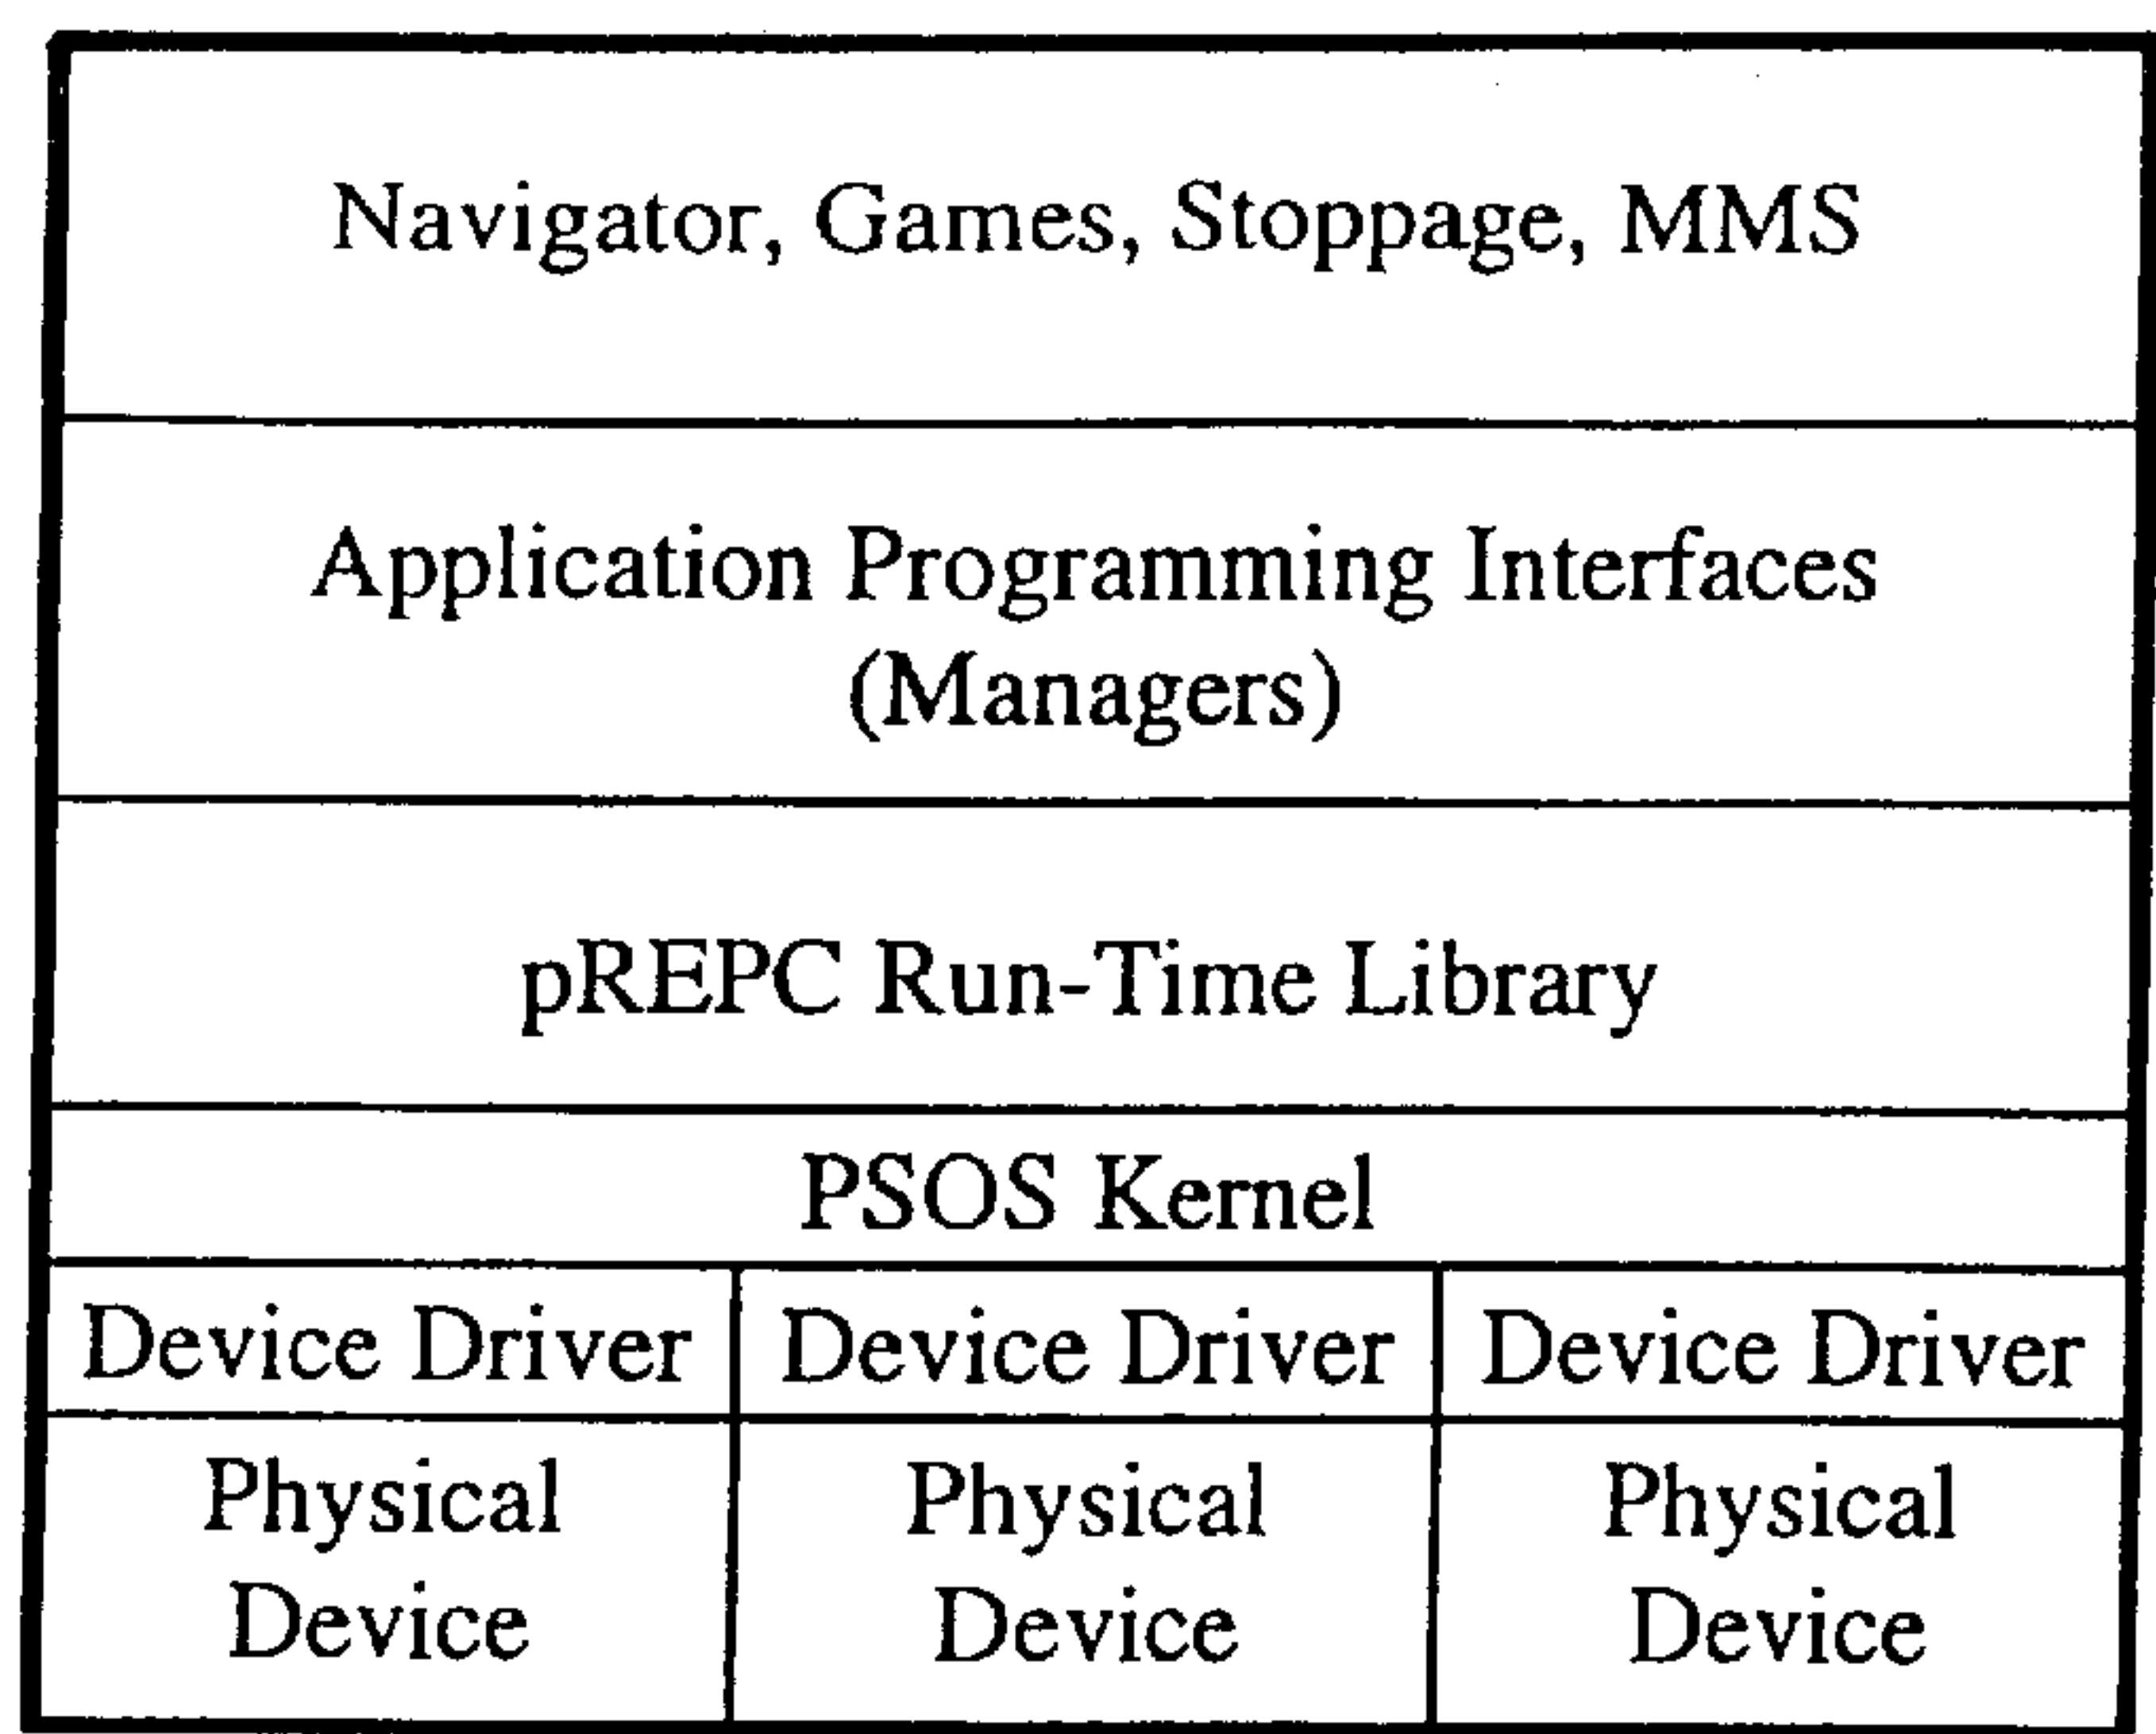 Navigator, Games, Stoppage, MMS
Application Programming Interfaces
(Managers)
pREPC Run-Time Library
PSOS Kernel
Device Driver Device Driver Device Driver
Physical Physical Physical
Device Device Device